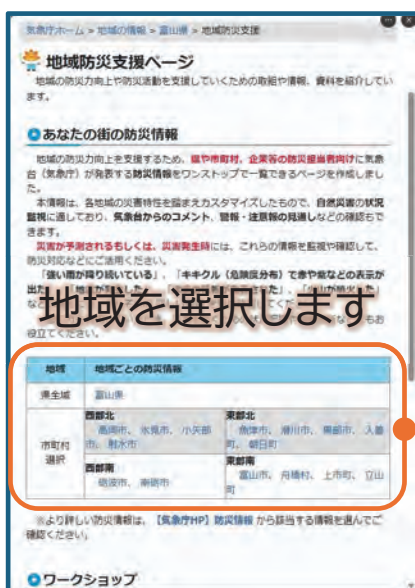 気象庁ホーム > 地域の情報 > 富山県 > 地域防災支援
地域防災支援ページ
地域の防災力向上や防災活動を支援していくための取組や情報、資料を紹介してい
ます。
あなたの街の防災情報
地域の防災力向上を支援するため、県や市町村、企業等の防災担当者向けに気象
台（気象庁）が発表する防災情報をワンストップで一覧できるページを作成しまし
た。
本情報は、各地域の災害特性を踏まえカスタマイズしたもので、自然災害の状況
監視に適しており、気象台からのコメント、警報・注意報の見通しなどの確認もで
きます。
災害が予測されるもしくは、災害発生時には、これらの情報を監視や確認して、
防災対応などにご活用ください。
「強い雨が降り続いている」、「キキクル（危険度分布）で赤や紫などの表示が
地域を選択します
役立てください。
地域 地域ごとの防災情報
県全域 富山県
市町村
選択
西部北
高岡市、氷見市、小矢部
市、射水市
東部北
魚津市、滑川市、黒部市、入善
町、朝日町
西部南
砺波市、南砺市
東部南
富山市、舟橋村、上市町、立山
町
※より詳しい防災情報は、【気象庁HP】防災情報 から該当する情報を選んでご
確認ください。
ワークショップ